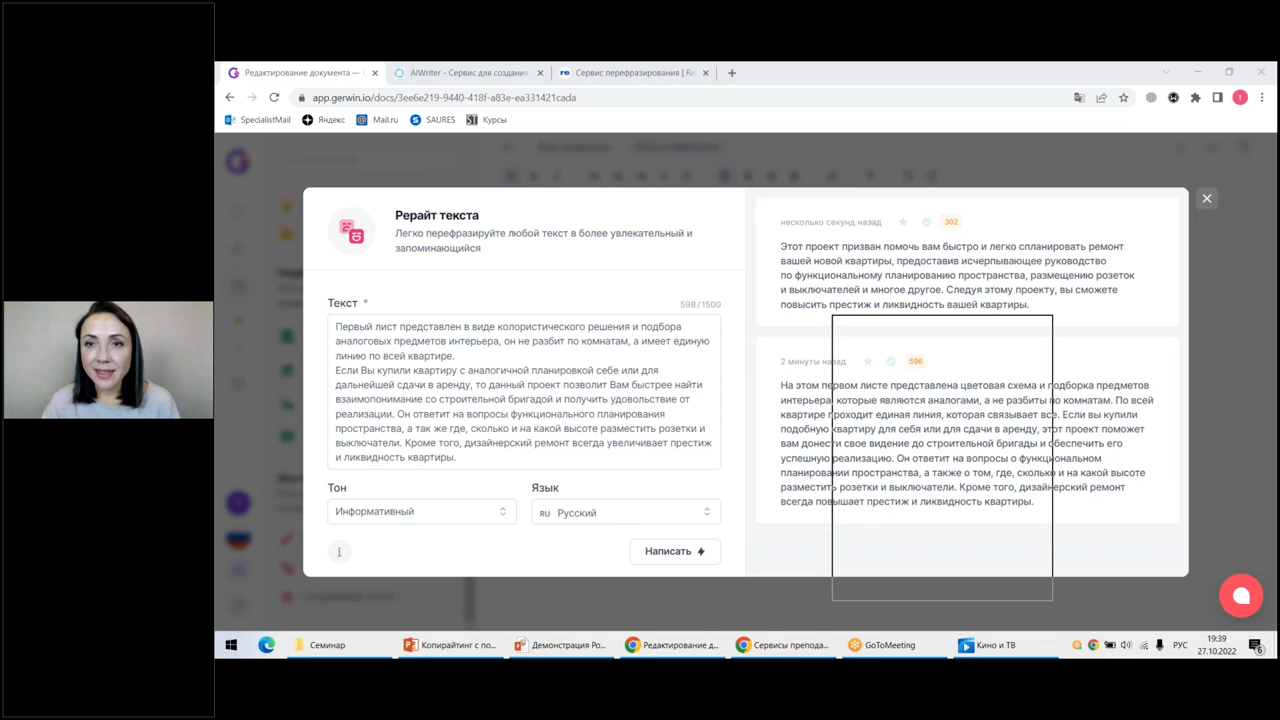 Редактирование документа —
AIWriter - Сервис для создания
re Сервис перефразирования | Re
app.gerwin.io/docs/3ee6e219-9440-418f-a83e-ea331421cada
t
SpecialistMail
Яндекс
Mail.ru
SAURES
Курсы
Рерайт текста
Легко перефразируйте любой текст в более увлекательный и
запоминающийся
Текст *
598/1500
Первый лист представлен в виде колористического решения и подбора
аналоговых предметов интерьера, он не разбит по комнатам, а имеет единую
линию по всей квартире.
Если Вы купили квартиру с аналогичной планировкой себе или для
дальнейшей сдачи в аренду, то данный проект позволит Вам быстрее найти
взаимопонимание со строительной бригадой и получить удовольствие от
реализации. Он ответит на вопросы функционального планирования
пространства, а так же где, сколько и на какой высоте разместить розетки и
выключатели. Кроме того, дизайнерский ремонт всегда увеличивает престиж
и ликвидность квартиры.
Тон
Язык
Информативный
RU Русский
Написать
несколько секунд назад
302
Этот проект призван помочь вам быстро и легко спланировать ремонт
вашей новой квартиры, предоставив исчерпывающее руководство
по функциональному планированию пространства, размещению розеток
и выключателей и многое другое. Следуя этому проекту, вы сможете
повысить престиж и ликвидность вашей квартиры.
2 минуты назад
596
На этом первом листе представлена цветовая схема и подборка предметов
интерьера, которые являются аналогами, а не разбиты по комнатам. По всей
квартире проходит единая линия, которая связывает все. Если вы купили
подобную квартиру для себя или для сдачи в аренду, этот проект поможет
вам донести свое видение до строительной бригады и обеспечить его
успешную реализацию. Он ответит на вопросы о функциональном
планировании пространства, а также о том, где, сколько и на какой высоте
разместить розетки и выключатели. Кроме того, дизайнерский ремонт
всегда повышает престиж и ликвидность квартиры.
Семинар
Копирайтинг с по...
Демонстрация Ро...
Редактирование д...
Сервисы препода...
GoToMeeting
Кино и ТВ
РУС
19:39
27.10.2022
6